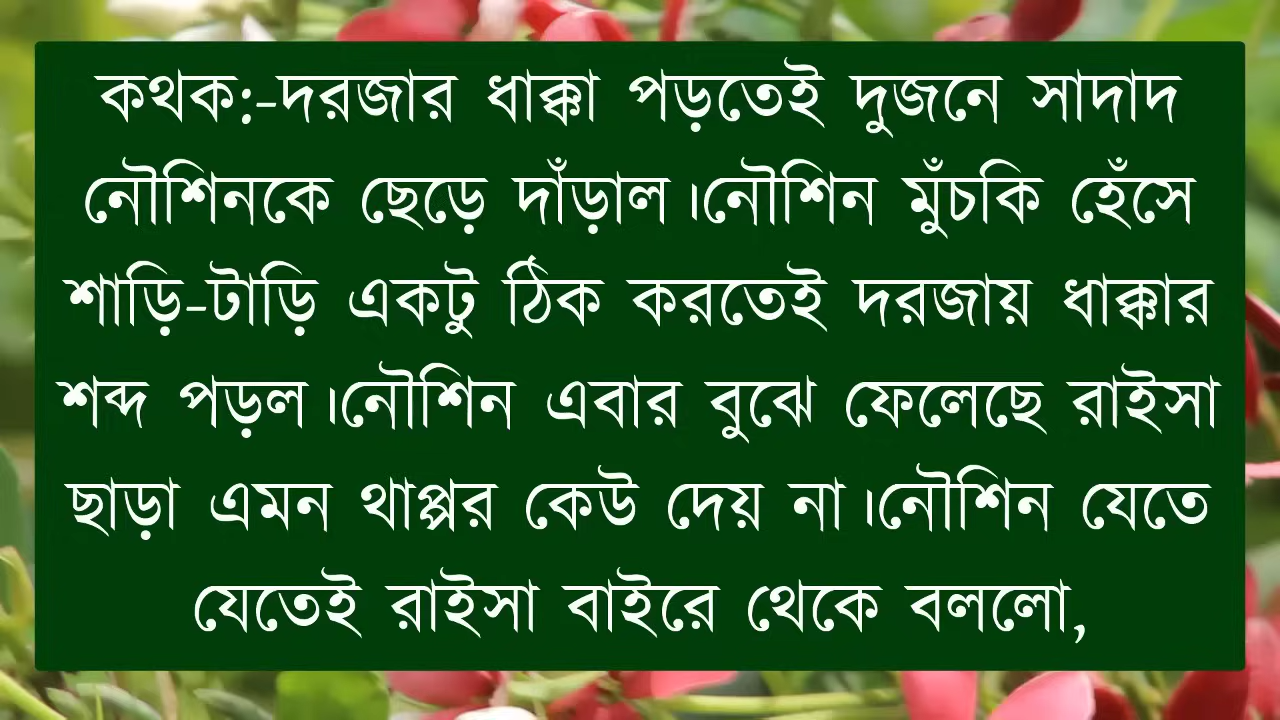 কথক:-দরজার ধাক্কা পড়তেই দুজনে সাদাদ
নৌশিনকে ছেড়ে দাঁড়াল।নৌশিন মুঁচকি হেঁসে
শাড়ি-টাড়ি একটু ঠিক করতেই দরজায় ধাক্কার
শব্দ পড়ল।নৌশিন এবার বুঝে ফেলেছে রাইসা
ছাড়া এমন থাপ্পর কেউ দেয় না।নৌশিন যেতে
যেতেই রাইসা বাইরে থেকে বললো,